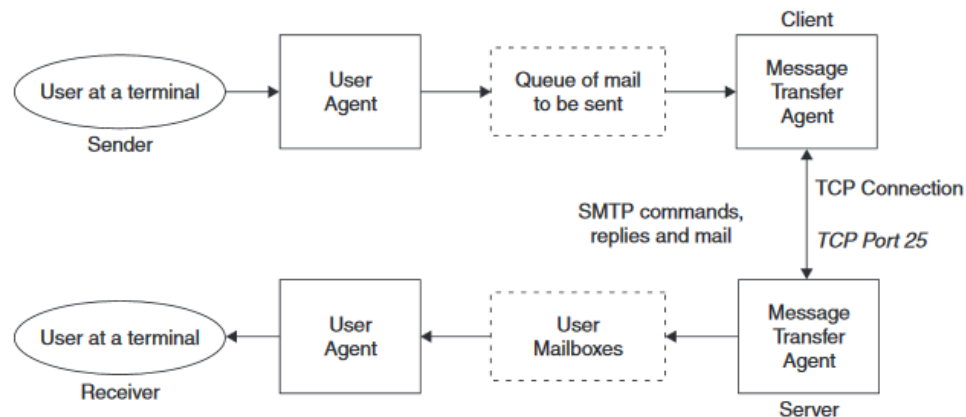 Client
User at a terminal
User
Agent
Queue of mail
to be sent
Message
Transfer
Agent
Sender
TCP Connection
SMTP commands,
replies and mail
TCP Port 25
User at a terminal
User
Agent
User
Mailboxes
Message
Transfer
Agent
Receiver
Server